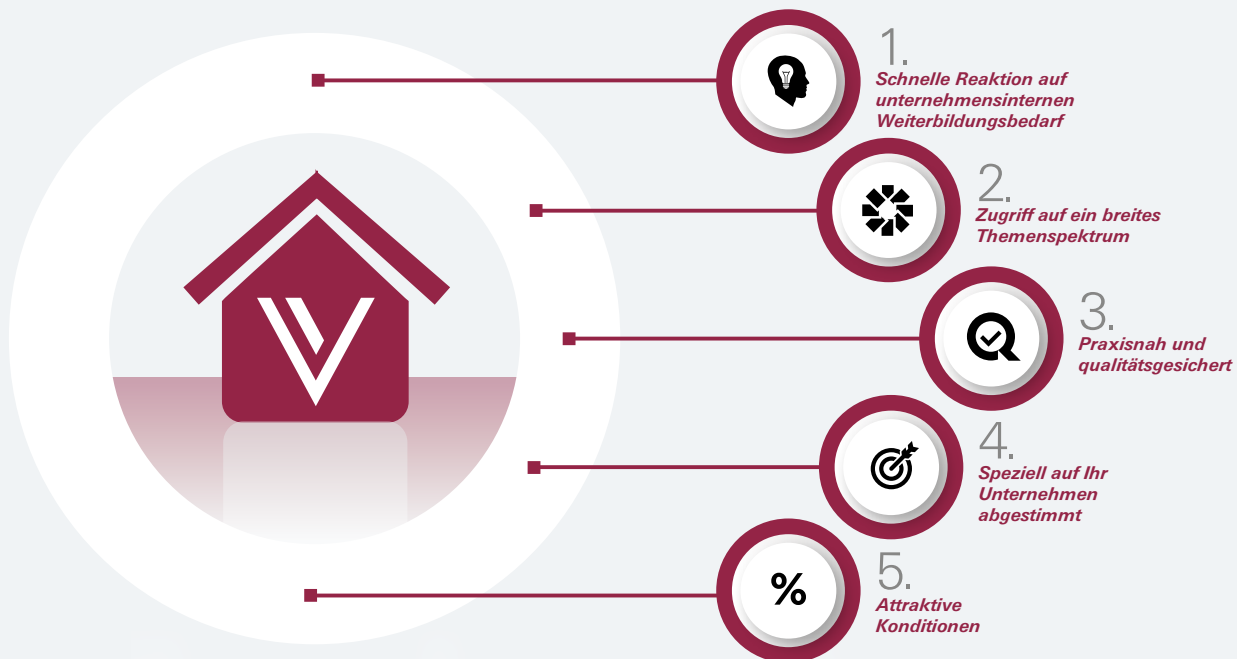 1.
Schnelle Reaktion auf
unternehmensinternen
Weiterbildungsbedarf
2.
Zugriff auf ein breites
Themenspektrum
3.
Praxisnah und
qualitätsgesichert
4.
Speziell auf Ihr
Unternehmen
abgestimmt
%
5.
Attraktive
Konditionen